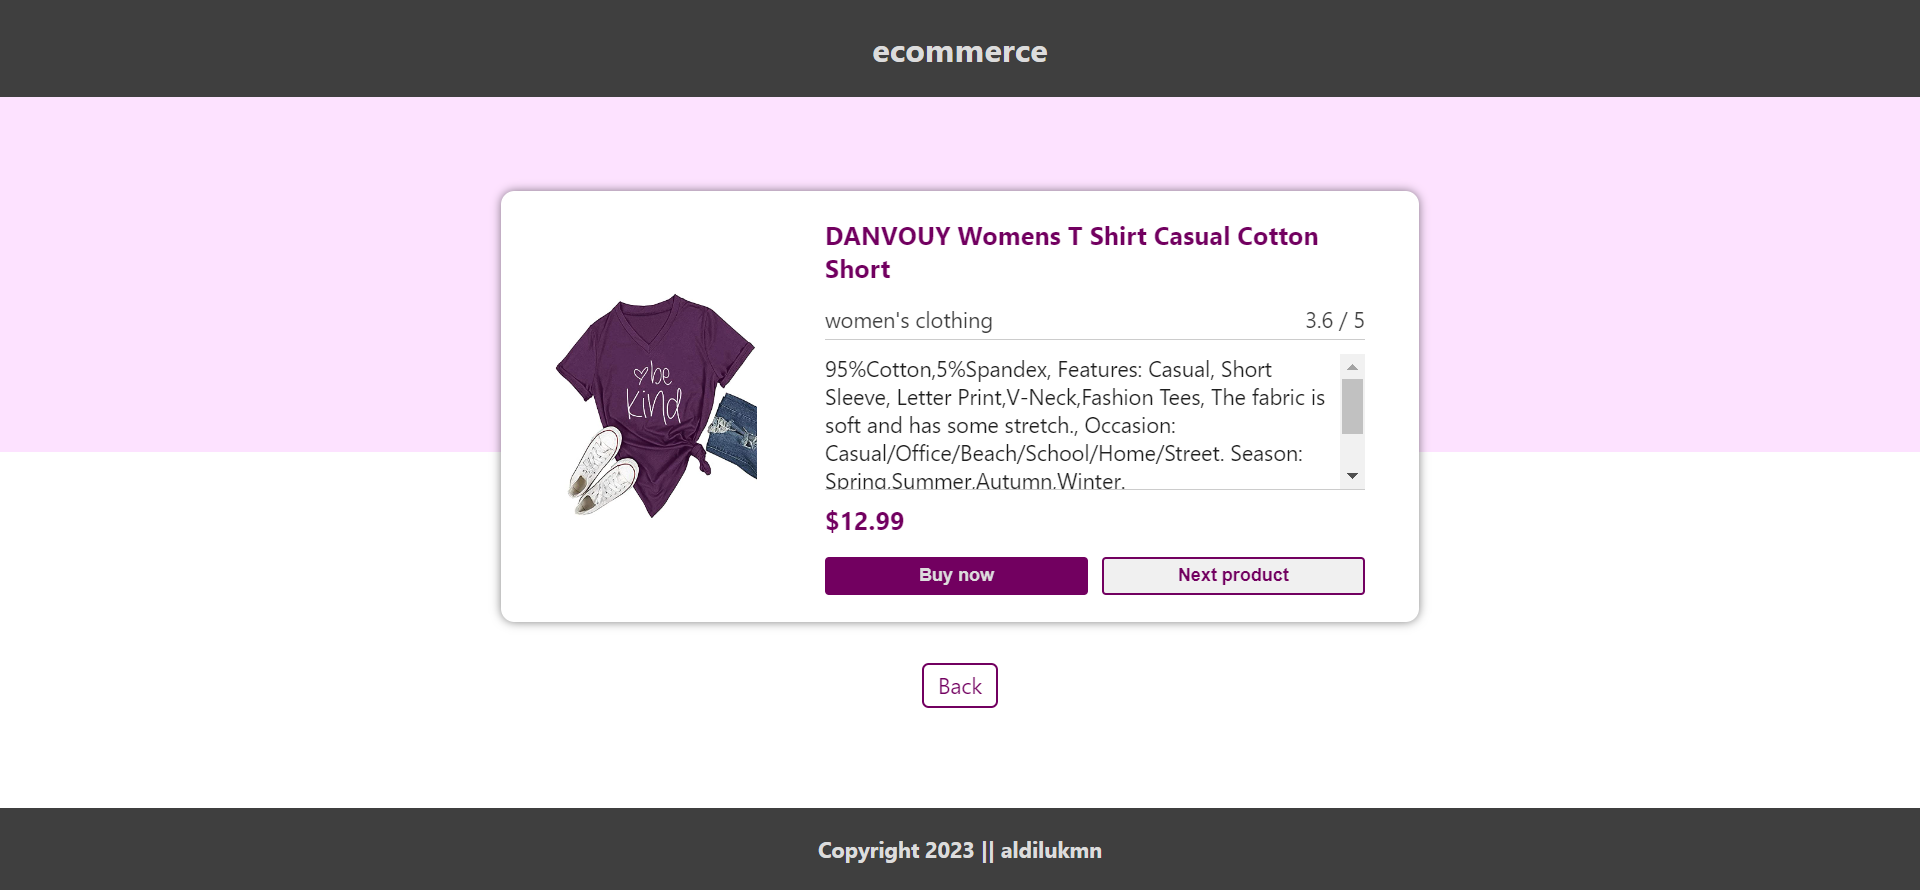 ecommerce
DANVOUY Womens T Shirt Casual Cotton
Short
women's clothing
3.6 / 5
be
kind
95%Cotton,5%Spandex, Features: Casual, Short
Sleeve, Letter Print,V-Neck,Fashion Tees, The fabric is
soft and has some stretch., Occasion:
Casual/Office/Beach/School/Home/Street. Season:
Spring,Summer,Autumn,Winter.
$12.99
Buy now
Next product
Back
Copyright 2023 || aldilukmn